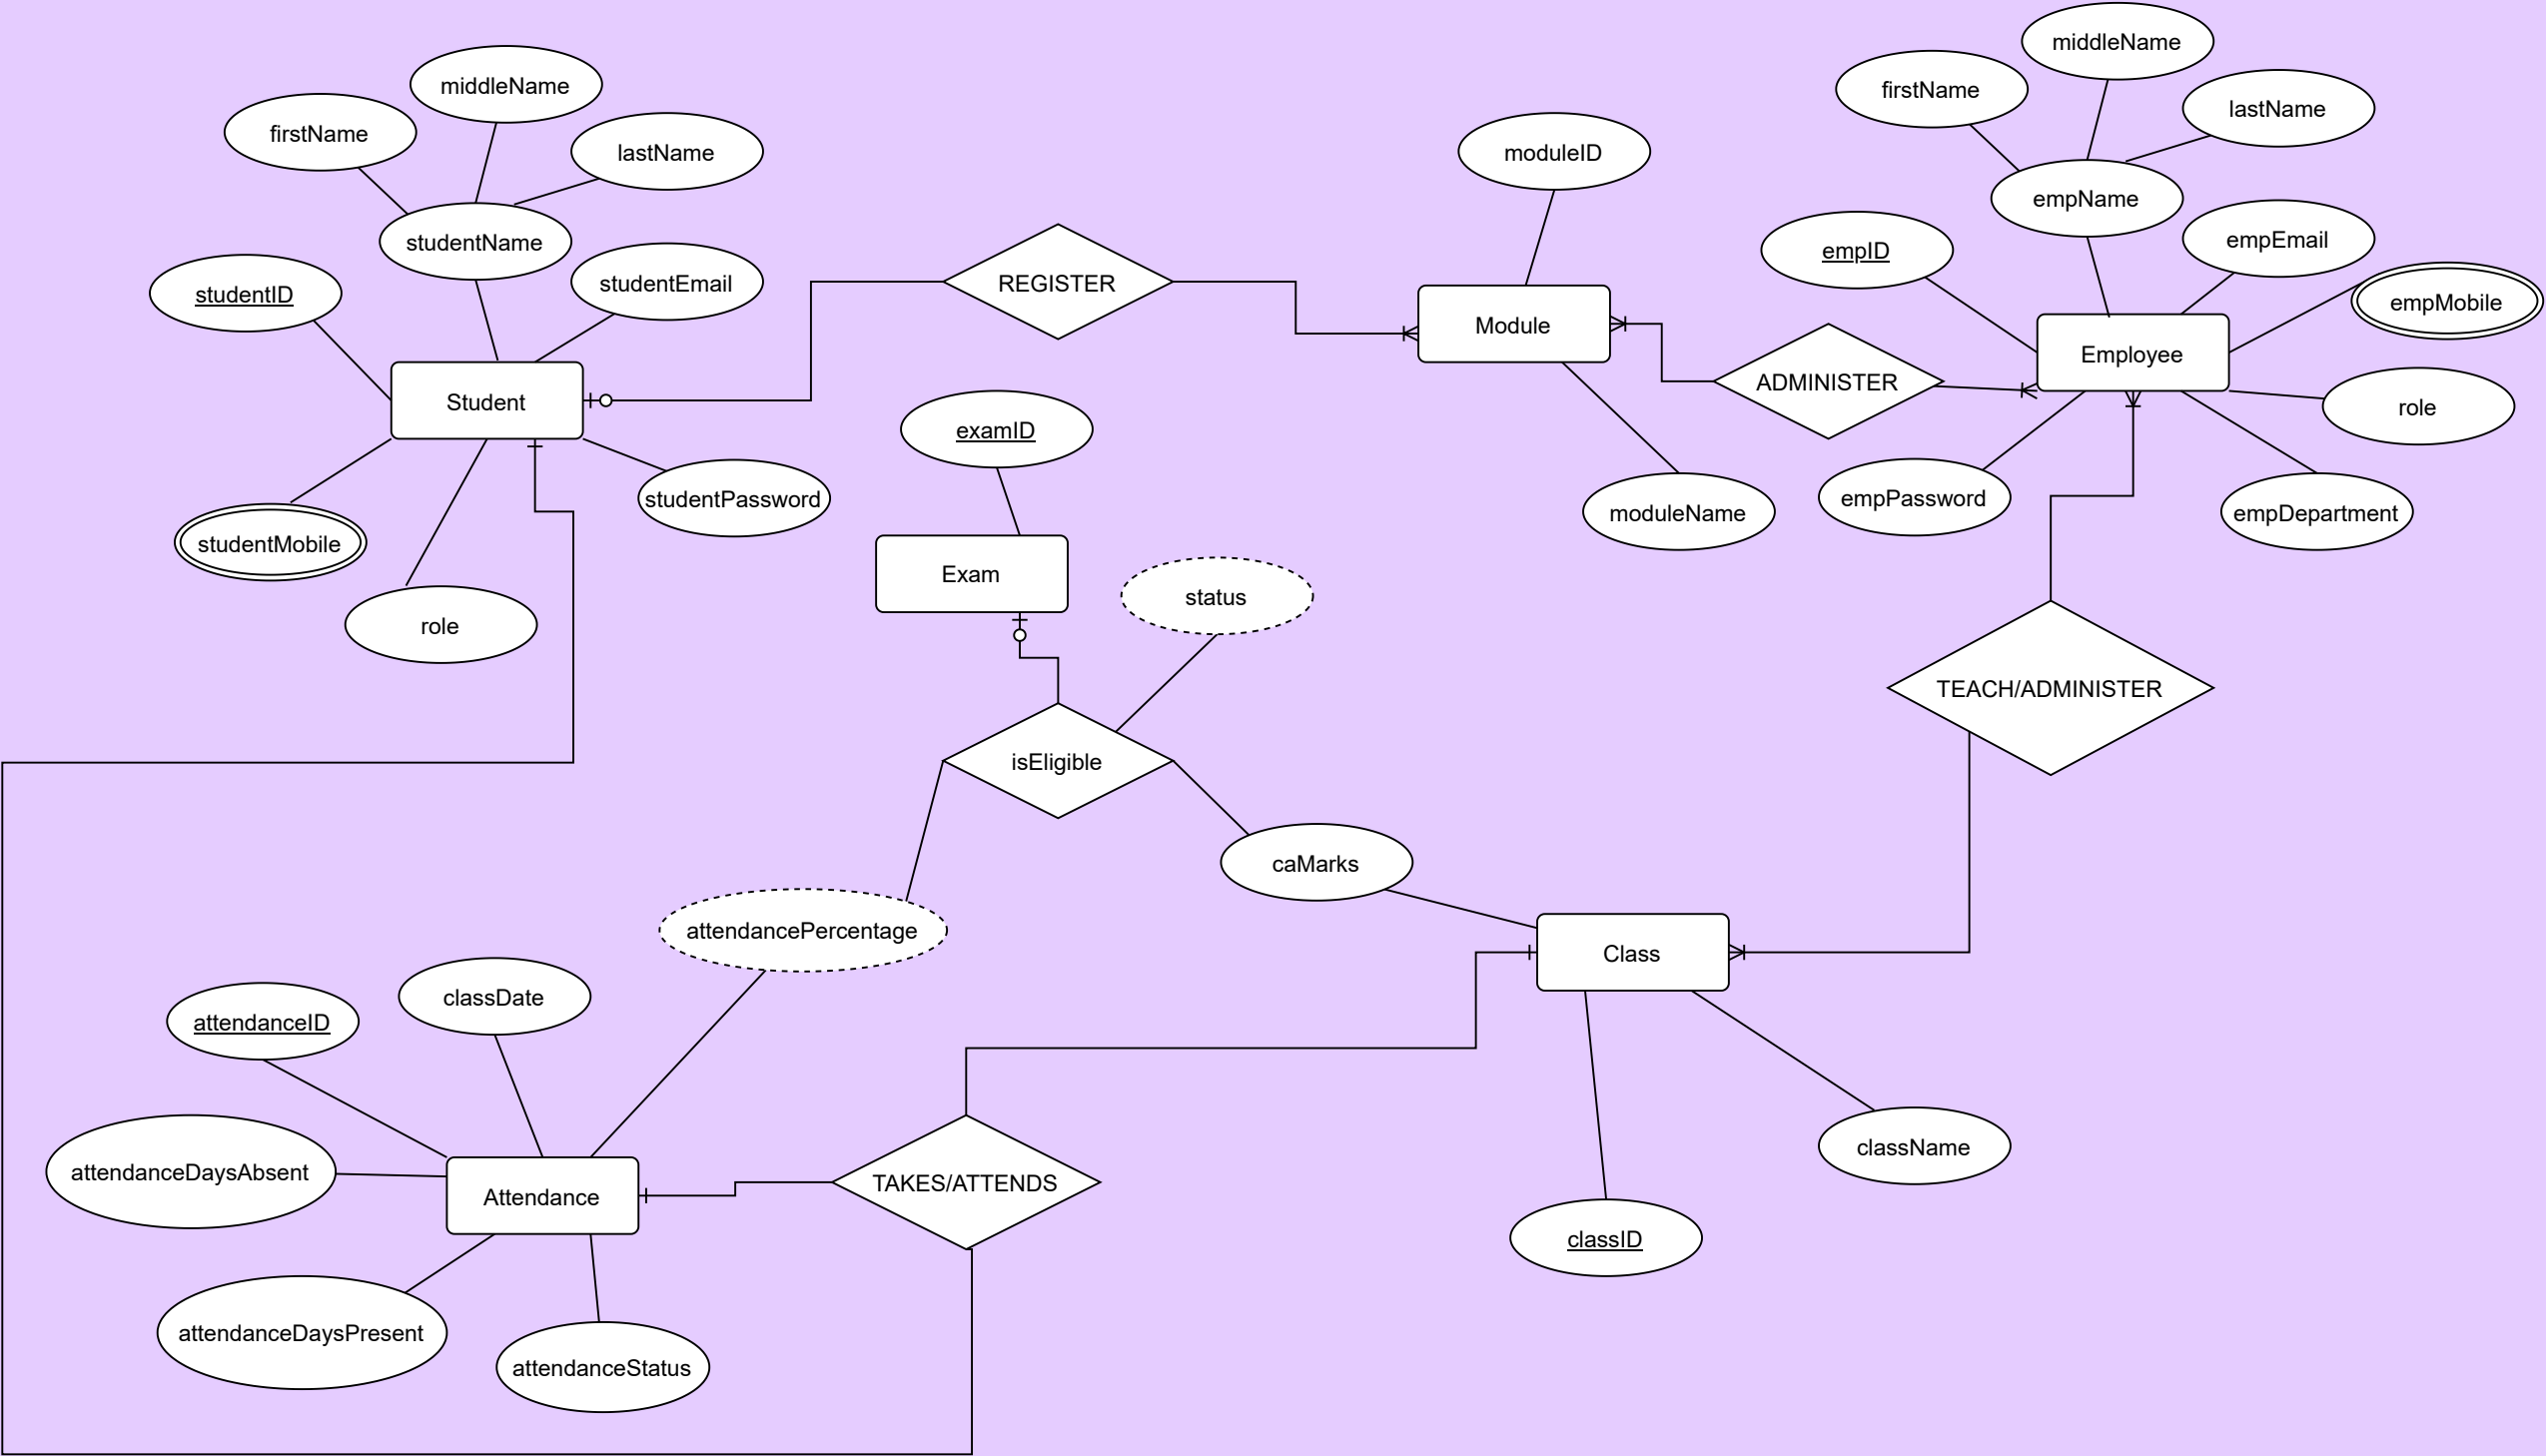 middleName
firstName
lastName
studentName
studentID
studentEmail
Student
studentMobile
studentPassword
role
REGISTER
moduleID
Module
moduleName
ADMINISTER
middleName
firstName
lastName
empName
empID
empEmail
empMobile
Employee
role
empPassword
empDepartment
examID
Exam
status
isEligible
TEACH/ADMINISTER
caMarks
attendancePercentage
Class
className
classID
classDate
attendanceID
attendanceDaysAbsent
Attendance
TAKES/ATTENDS
attendanceDaysPresent
attendanceStatus